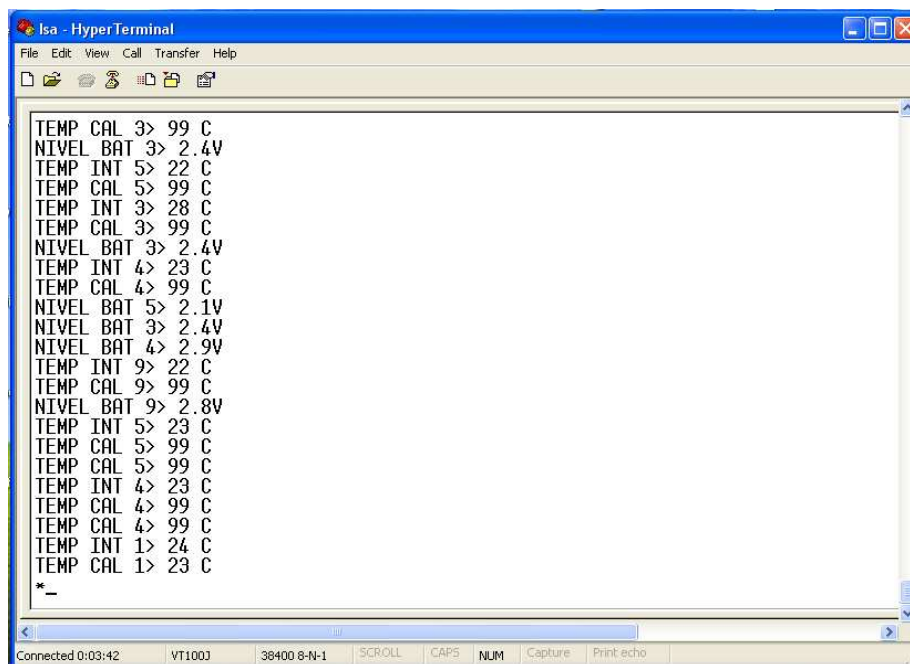 Isa - HyperTerminal
File Edit View Call Transfer Help
TEMP CAL 3> 99 C
NIVEL BAT 3> 2.4V
TEMP INT 5> 22 C
TEMP CAL 5> 99 C
TEMP INT 3> 28 C
TEMP CAL 3> 99 C
NIVEL BAT 3> 2.4V
TEMP INT 4> 23 C
TEMP CAL 4> 99 C
NIVEL BAT 5> 2.1V
NIVEL BAT 3> 2.4V
NIVEL BAT 4> 2.9V
TEMP INT 9> 22 C
TEMP CAL 9> 99 C
NIVEL BAT 9> 2.8V
TEMP INT 5> 23 C
TEMP CAL 5> 99 C
TEMP CAL 5> 99 C
TEMP INT 4> 23 C
TEMP CAL 4> 99 C
TEMP CAL 4> 99 C
TEMP INT 1> 24 C
TEMP CAL 1> 23 C
*_
Connected 0:03:42 VT100J 38400 8-N-1 SCROLL CAPS NUM Capture Print echo